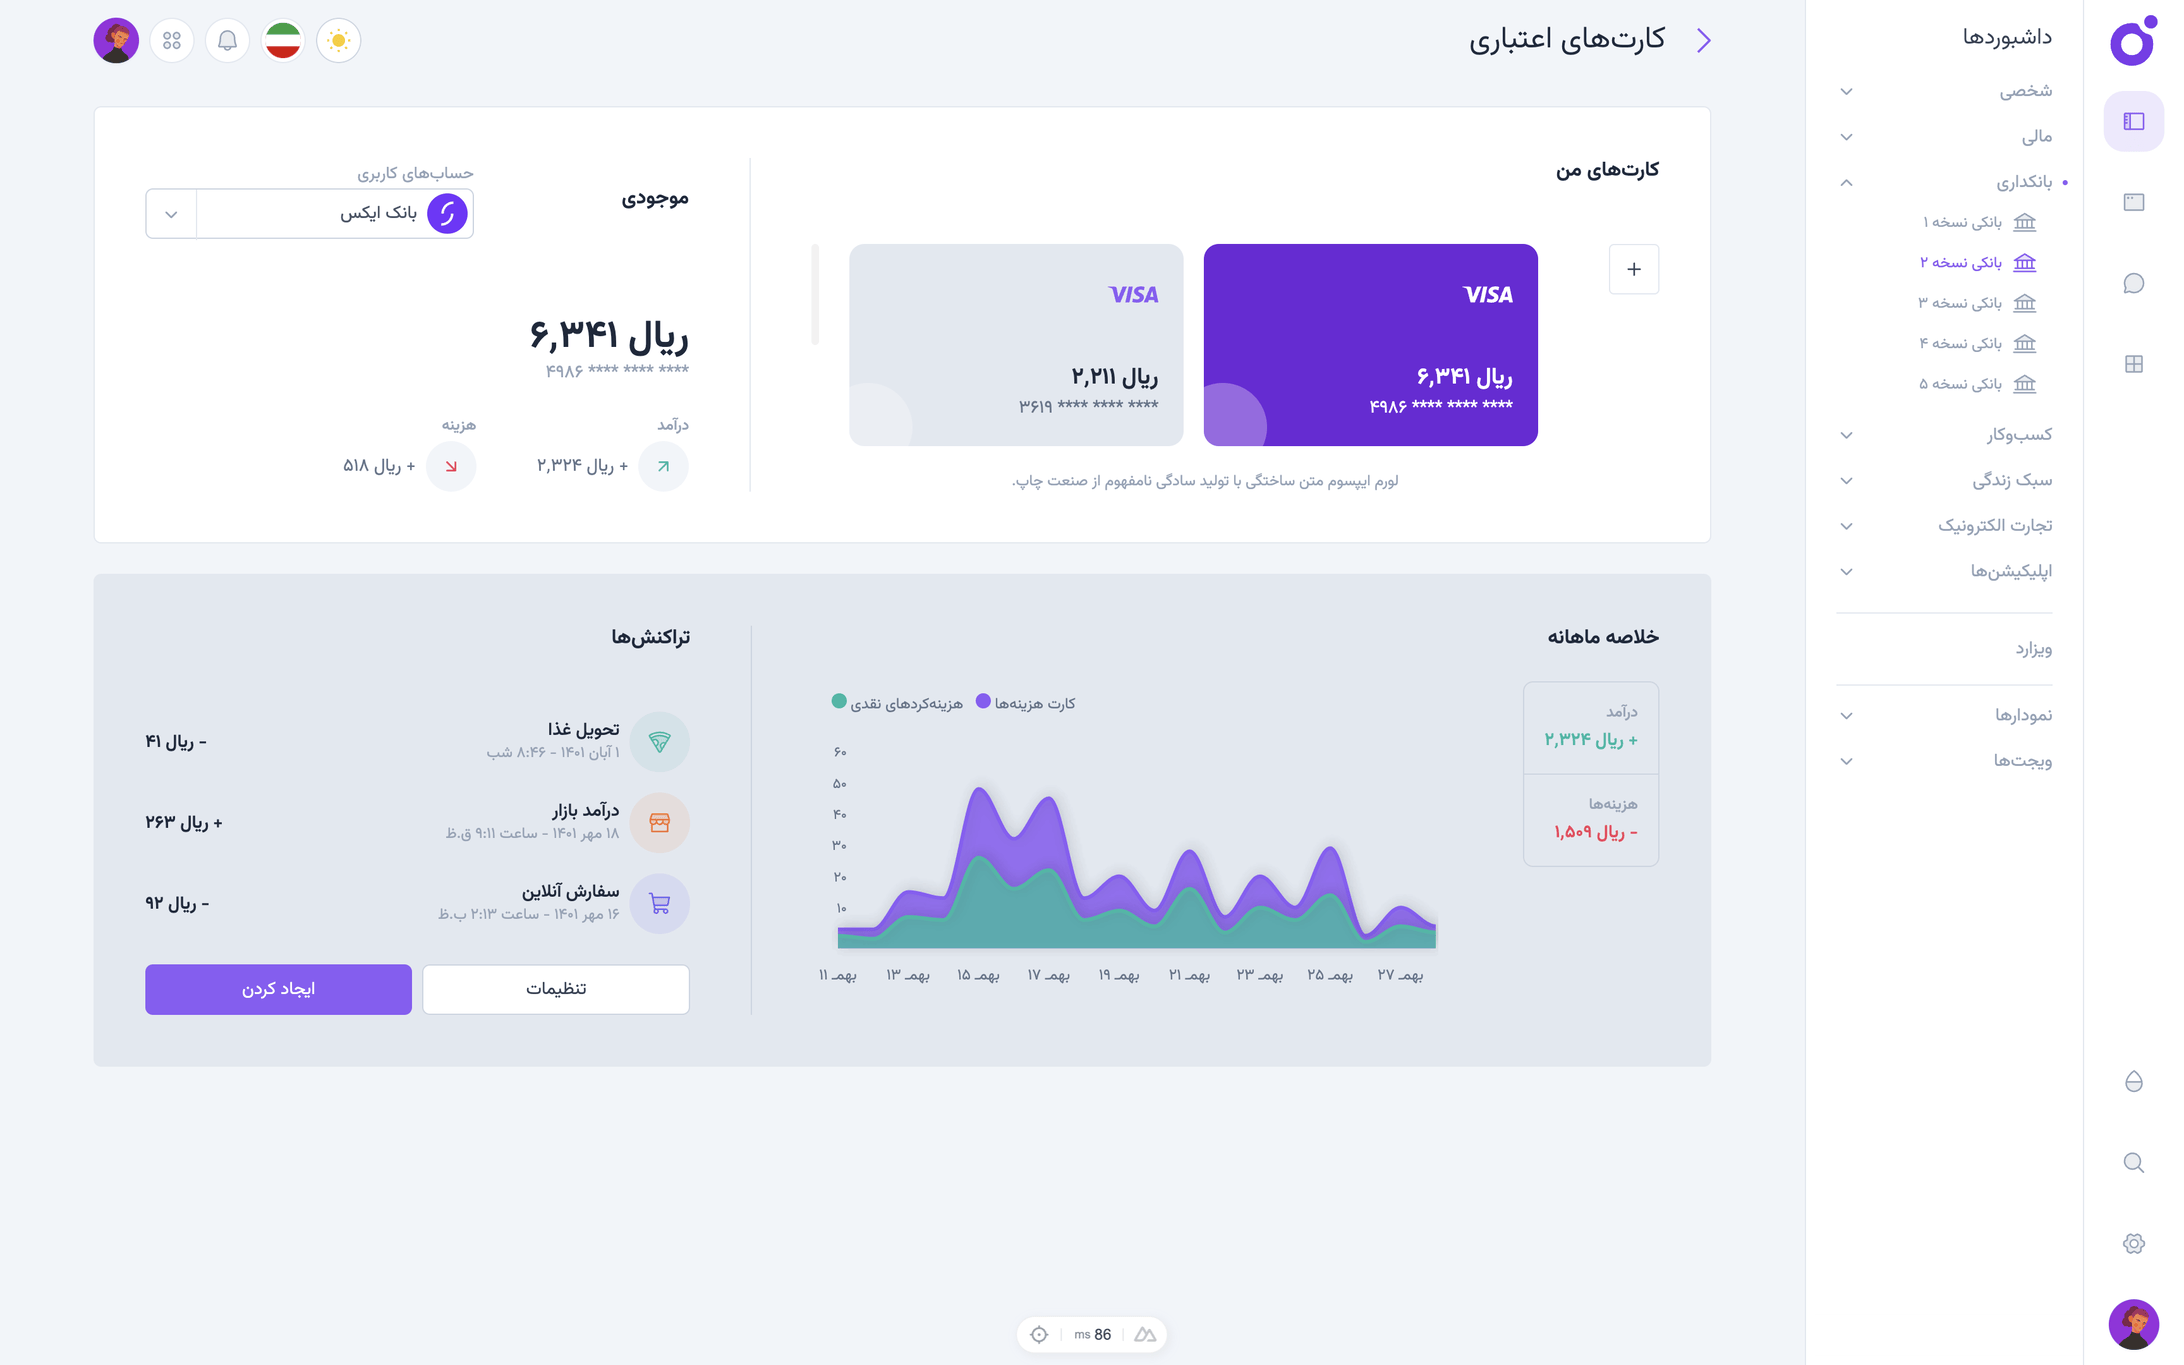 داشبوردها
شخصی
مالی
بانکداری
بانکی نسخه ۱
بانکی نسخه ۲
بانکی نسخه ۳
بانکی نسخه ۴
بانکی نسخه ۵
کسب‌وکار
سبک زندگی
تجارت الکترونیک
اپلیکیشن‌ها
ویزارد
نمودارها
ویجت‌ها
کارت‌های اعتباری
کارت‌های من
+
VISA
ریال ۶,۳۴۱
**** **** **** ۴۹۸۶
VISA
ریال ۲,۲۱۱
**** **** **** ۳۶۱۹
لورم ایپسوم متن ساختگی با تولید سادگی نامفهوم از صنعت چاپ.
موجودی
حساب‌های کاربری
بانک ایکس
ریال ۶,۳۴۱
**** **** **** ۴۹۸۶
درآمد
+ ریال ۲,۳۲۴
هزینه
+ ریال ۵۱۸
خلاصه ماهانه
درآمد
+ ریال ۲,۳۲۴
هزینه‌ها
- ریال ۱,۵۰۹
کارت هزینه‌ها
هزینه‌کردهای نقدی
۶۰
۵۰
۴۰
۳۰
۲۰
۱۰
بهمـ ۱۱
بهمـ ۱۳
بهمـ ۱۵
بهمـ ۱۷
بهمـ ۱۹
بهمـ ۲۱
بهمـ ۲۳
بهمـ ۲۵
بهمـ ۲۷
تراکنش‌ها
تحویل غذا
۱ آبان ۱۴۰۱ - ۸:۴۶ شب
- ریال ۴۱
درآمد بازار
۱۸ مهر ۱۴۰۱ - ساعت ۹:۱۱ ق.ظ
+ ریال ۲۶۳
سفارش آنلاین
۱۶ مهر ۱۴۰۱ - ساعت ۲:۱۳ ب.ظ
- ریال ۹۲
تنظیمات
ایجاد کردن
86 ms